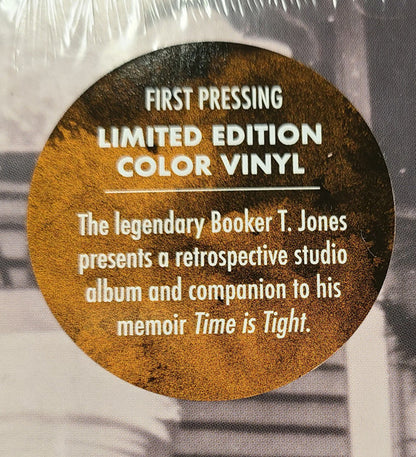 FIRST PRESSING
LIMITED EDITION
COLOR VINYL
The legendary Booker T. Jones
presents a retrospective studio
album and companion to his
memoir Time is Tight.